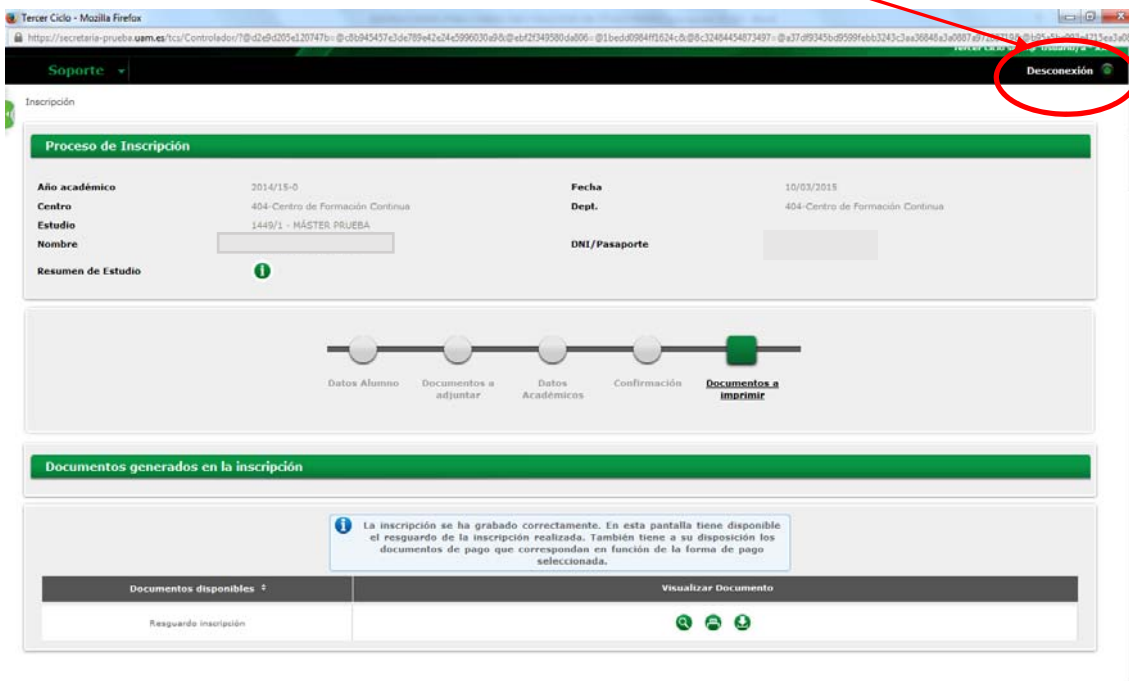 Tercer Ciclo - Mozilla Firefox
Soporte
Desconexión
Inscripción
Proceso de Inscripción
Año académico 2014/15-0 Fecha 10/03/2015
Centro 404-Centro de Formación Continua Dept. 404-Centro de Formación Continua
Estudio 1449/1 - MÁSTER PRUEBA
Nombre DNI/Pasaporte
Resumen de Estudio
Datos Alumno Documentos a Datos Confirmación Documentos a
adjuntar Académicos imprimir
Documentos generados en la inscripción
La inscripción se ha grabado correctamente. En esta pantalla tiene disponible
el resguardo de la inscripción realizada. También tiene a su disposición los
documentos de pago que correspondan en función de la forma de pago
seleccionada.
Documentos disponibles Visualizar Documento
Resguardo inscripción